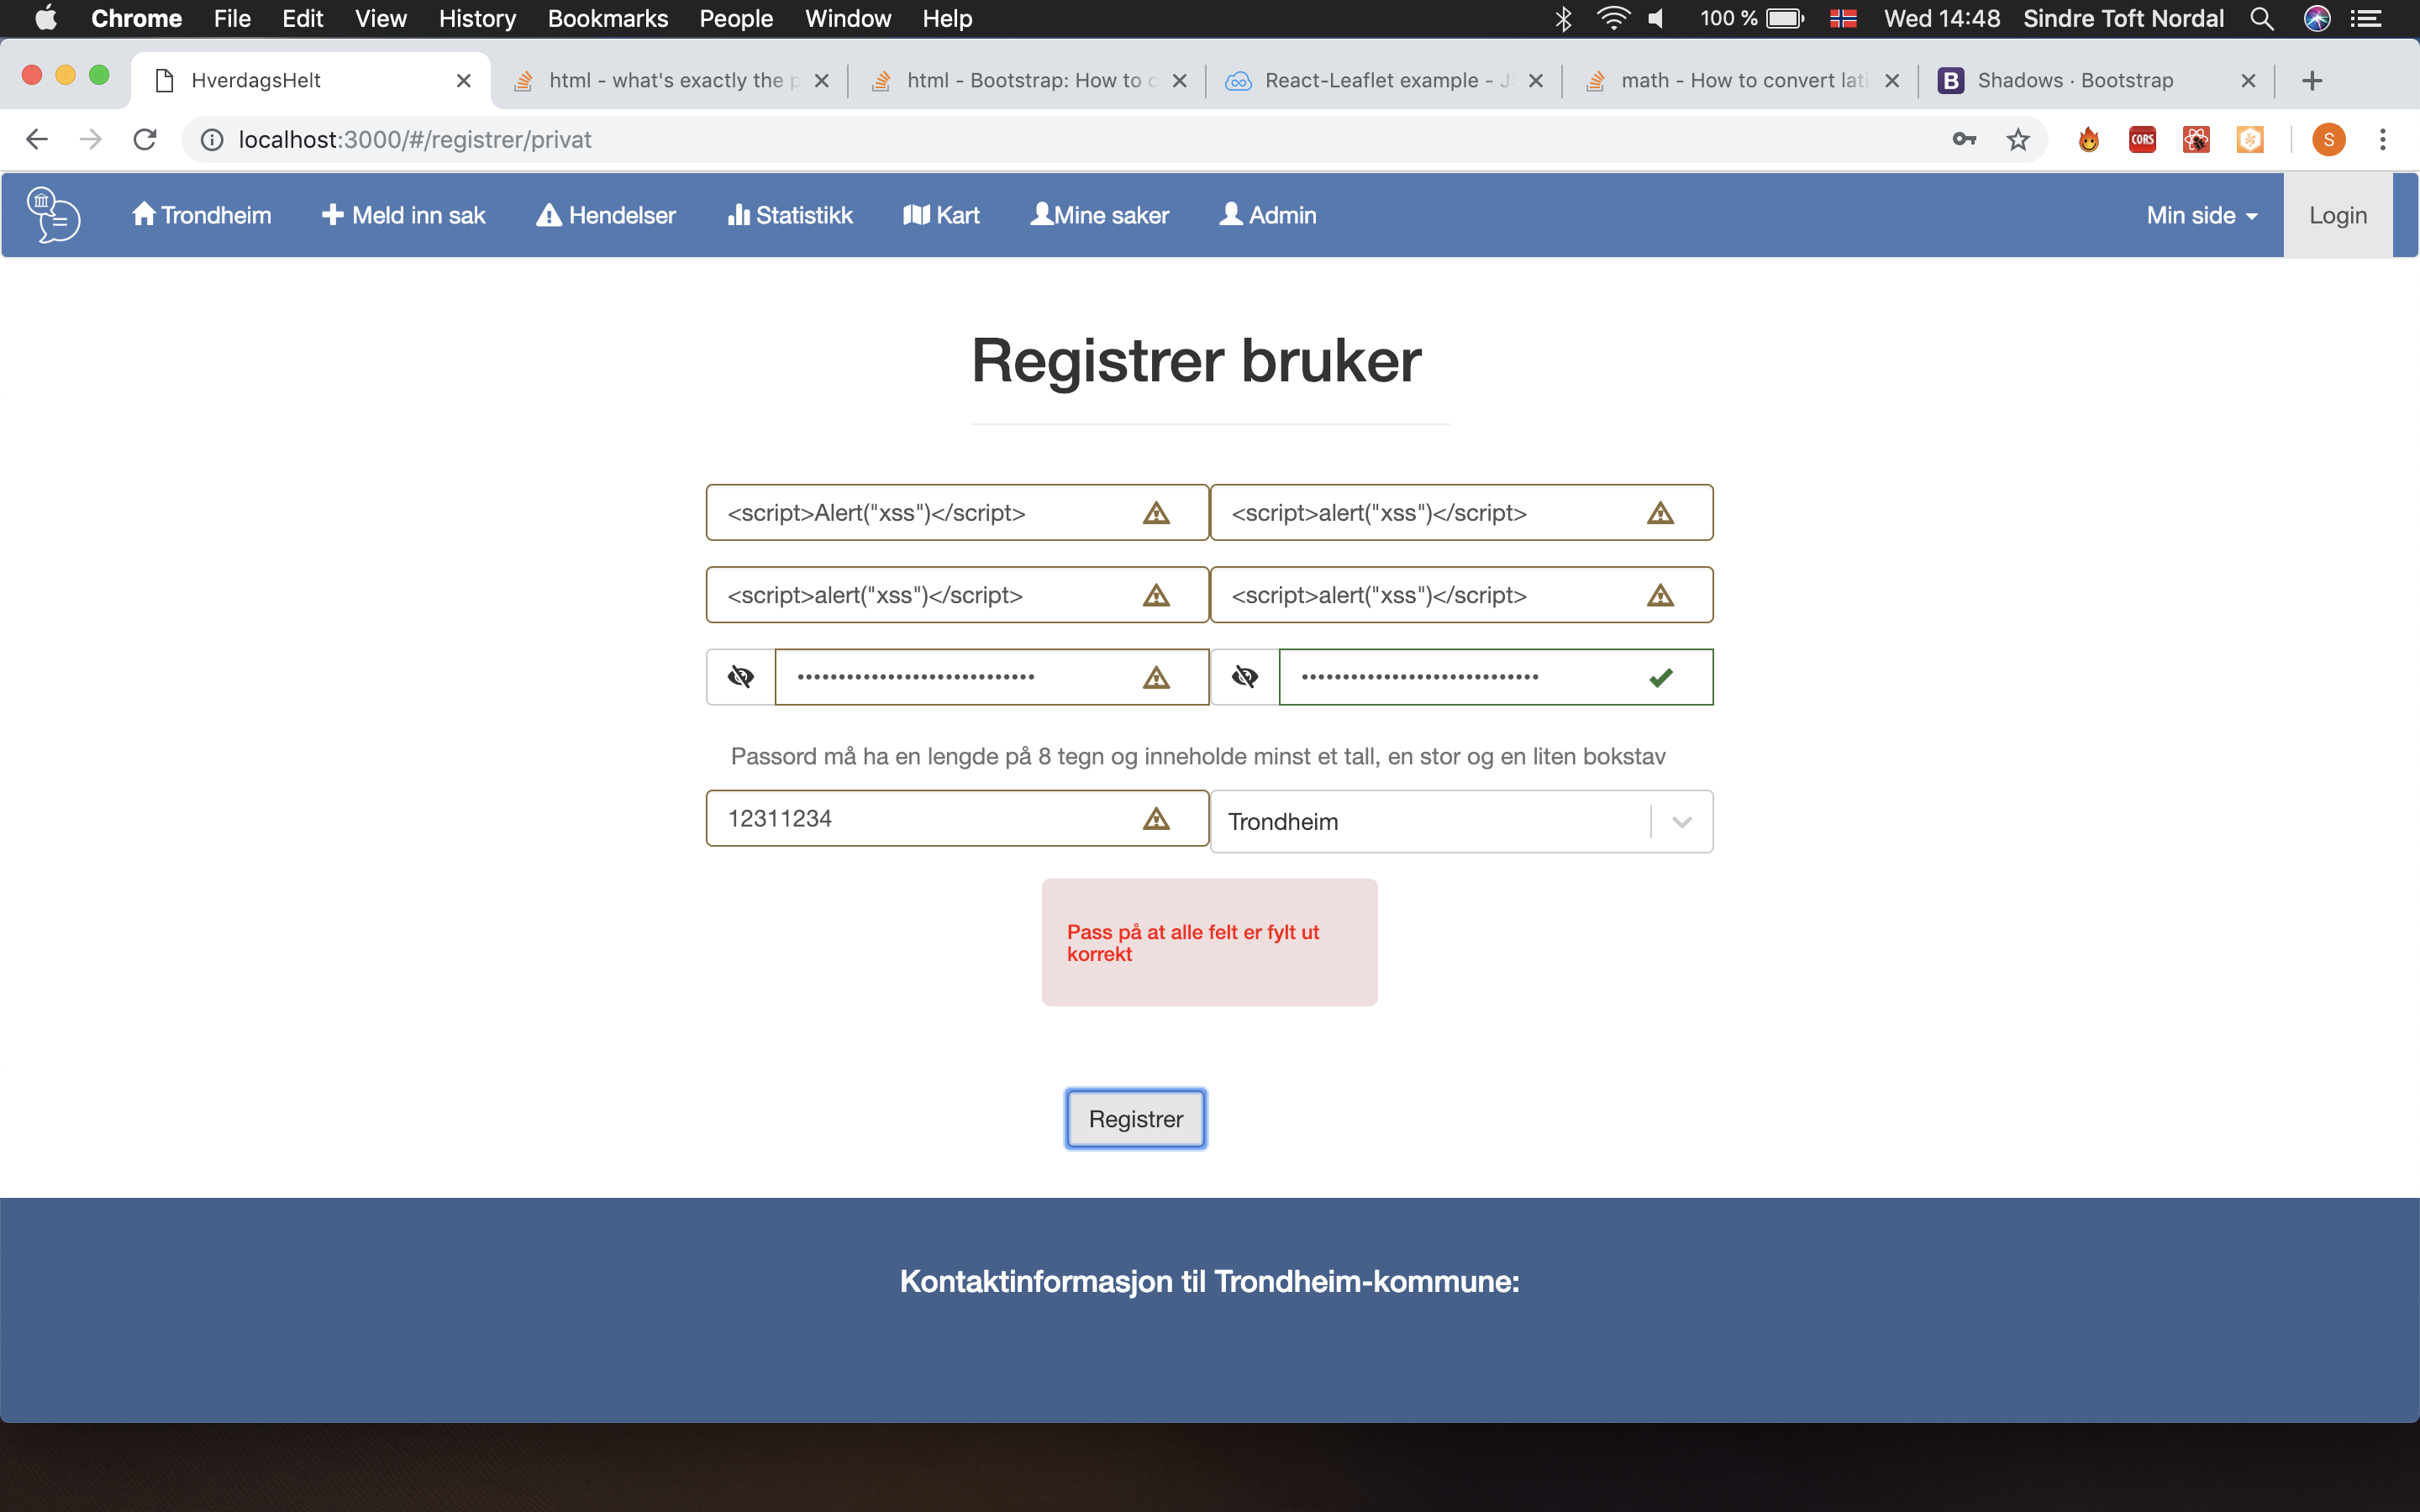 Chrome File Edit View History Bookmarks People Window Help 100 % Wed 14:48 Sindre Toft Nordal
HverdagsHelt html - what's exactly the p html - Bootstrap: How to c React-Leaflet example - JS math - How to convert lati Shadows · Bootstrap
localhost:3000/#/registrer/privat CORS S
Trondheim Meld inn sak Hendelser Statistikk Kart Mine saker Admin Min side Login
Registrer bruker
<script>Alert("xss")</script> <script>alert("xss")</script>
<script>alert("xss")</script> <script>alert("xss")</script>
Passord må ha en lengde på 8 tegn og inneholde minst et tall, en stor og en liten bokstav
12311234 Trondheim
Pass på at alle felt er fylt ut
korrekt
Registrer
Kontaktinformasjon til Trondheim-kommune: